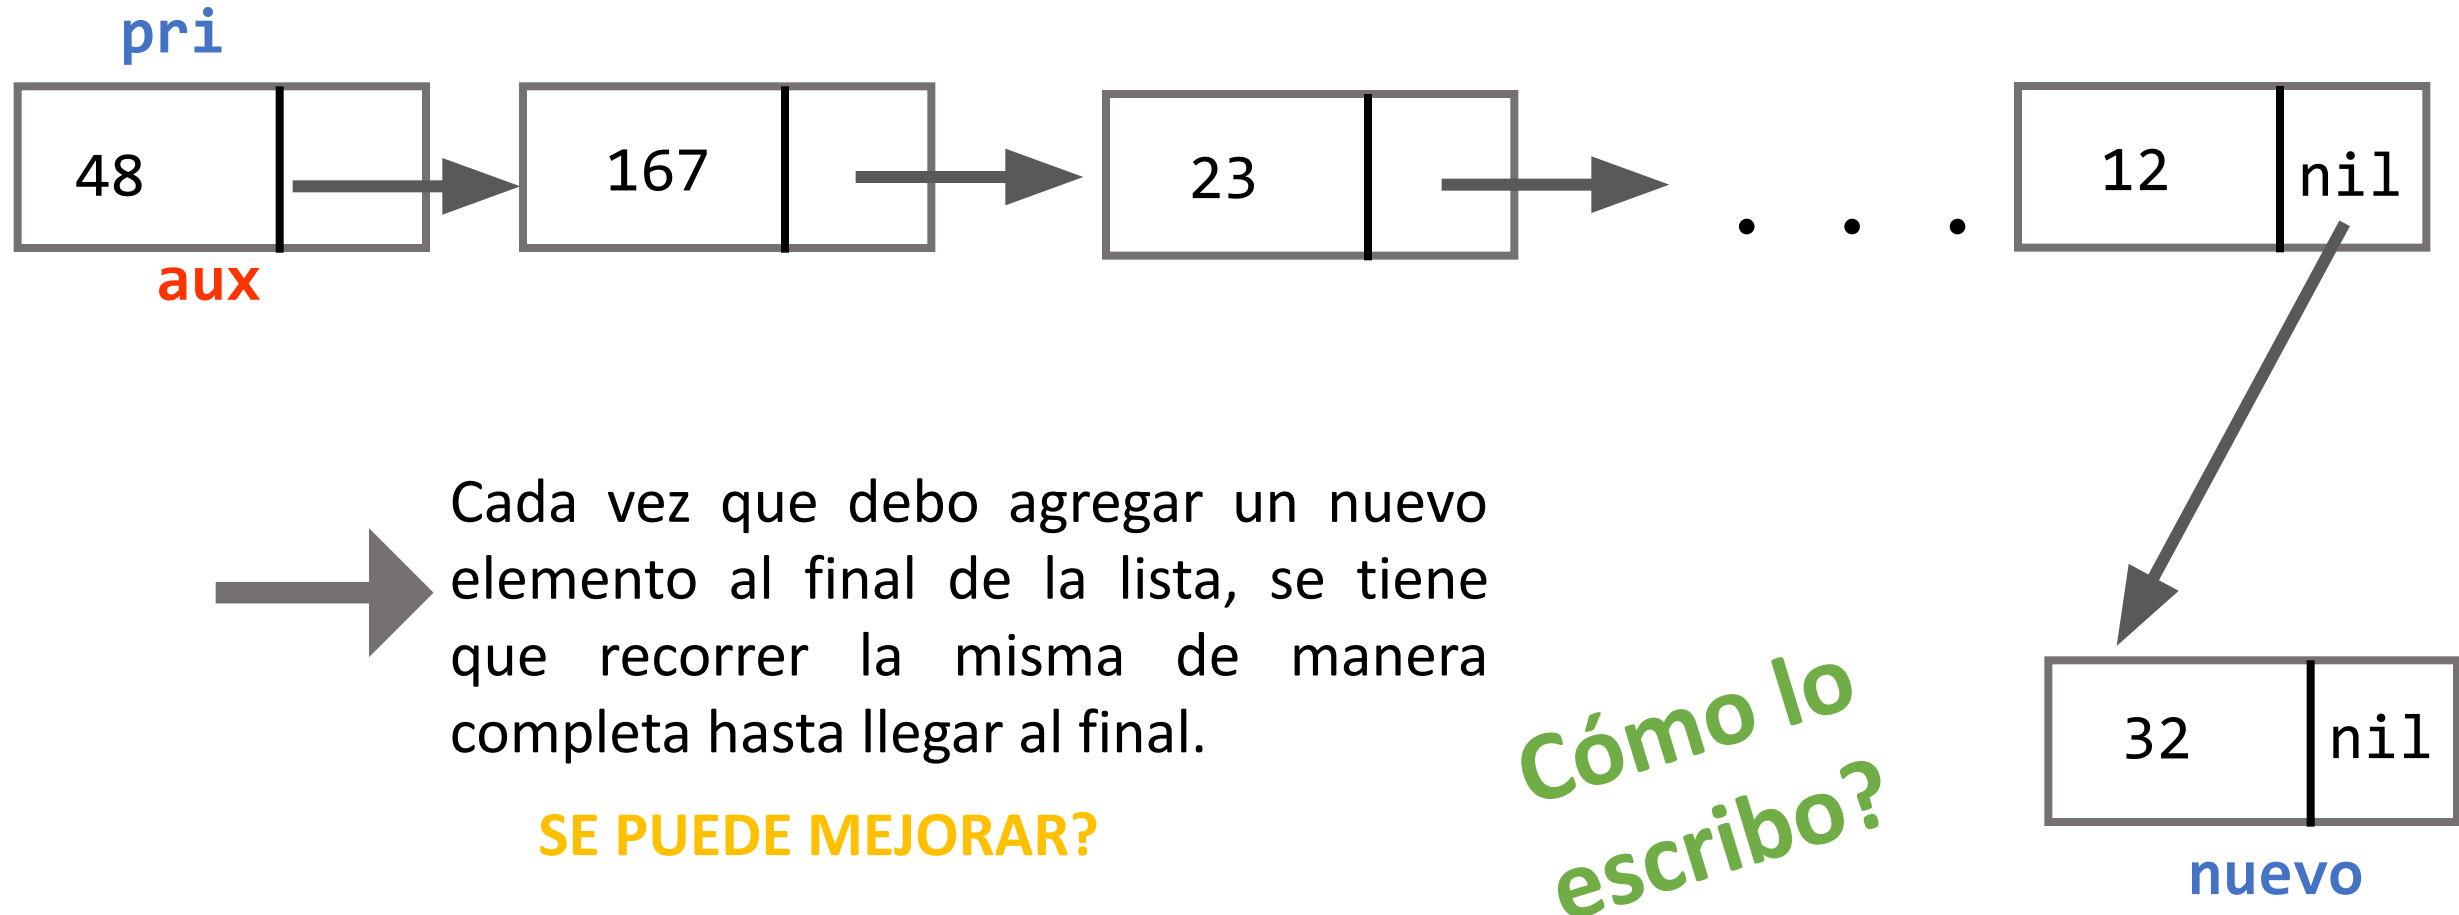 pri
48
167
23
. . .
12
nil
aux
Cada vez que debo agregar un nuevo
elemento al final de la lista, se tiene
que recorrer la misma de manera
completa hasta llegar al final.
SE PUEDE MEJORAR?
Cómo lo
escribo?
32
nil
nuevo